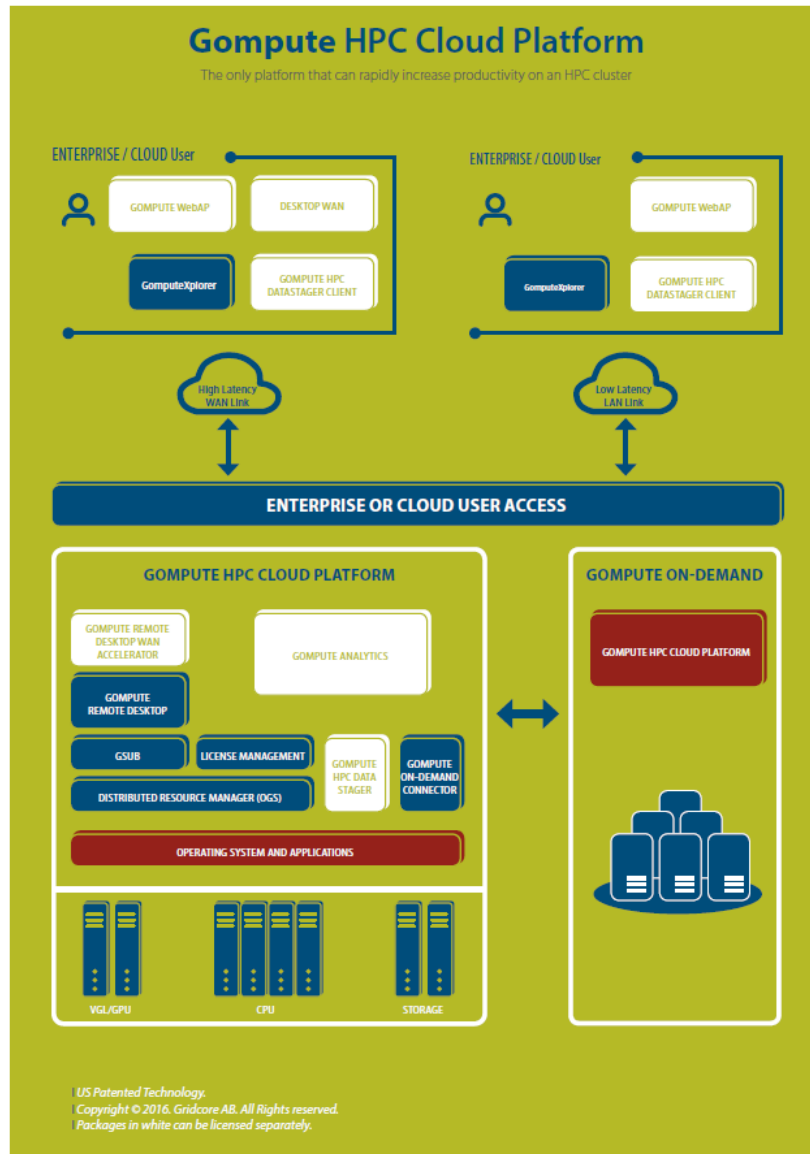 Gompute HPC Cloud Platform
The only platform that can rapidly increase productivity on an HPC cluster
ENTERPRISE / CLOUD User
GOMPUTE WebAP
DESKTOP WAN
GomputeXplorer
GOMPUTE HPC
DATASTAGER CLIENT
ENTERPRISE / CLOUD User
GOMPUTE WebAP
GomputeXplorer
GOMPUTE HPC
DATASTAGER CLIENT
High Latency
WAN Link
Low Latency
LAN Link
ENTERPRISE OR CLOUD USER ACCESS
GOMPUTE HPC CLOUD PLATFORM
GOMPUTE REMOTE
DESKTOP WAN
ACCELERATOR
GOMPUTE ANALYTICS
GOMPUTE
REMOTE DESKTOP
GSUB
LICENSE MANAGEMENT
GOMPUTE
HPC DATA
STAGER
GOMPUTE
ON-DEMAND
CONNECTOR
DISTRIBUTED RESOURCE MANAGER (OGS)
OPERATING SYSTEM AND APPLICATIONS
VGL/GPU
CPU
STORAGE
GOMPUTE ON-DEMAND
GOMPUTE HPC CLOUD PLATFORM
| US Patented Technology.
| Copyright © 2016. Gridcore AB. All Rights reserved.
| Packages in white can be licensed separately.